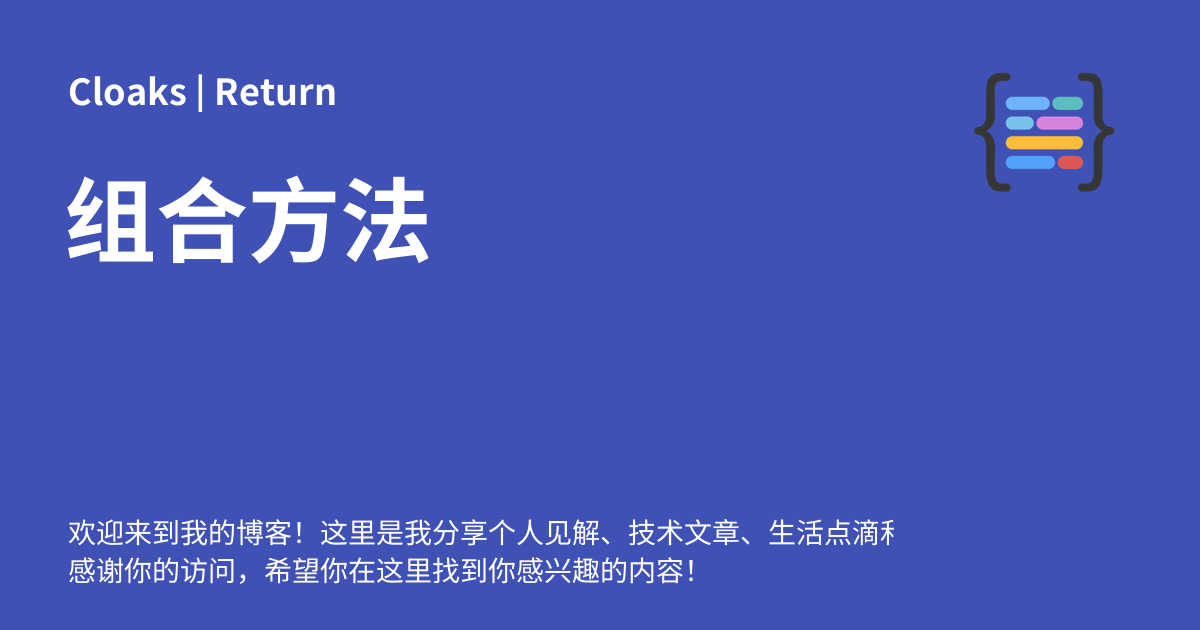 Cloaks | Return
组合方法
欢迎来到我的博客！这里是我分享个人见解、技术文章、生活点滴
感谢你的访问，希望你在这里找到你感兴趣的内容！